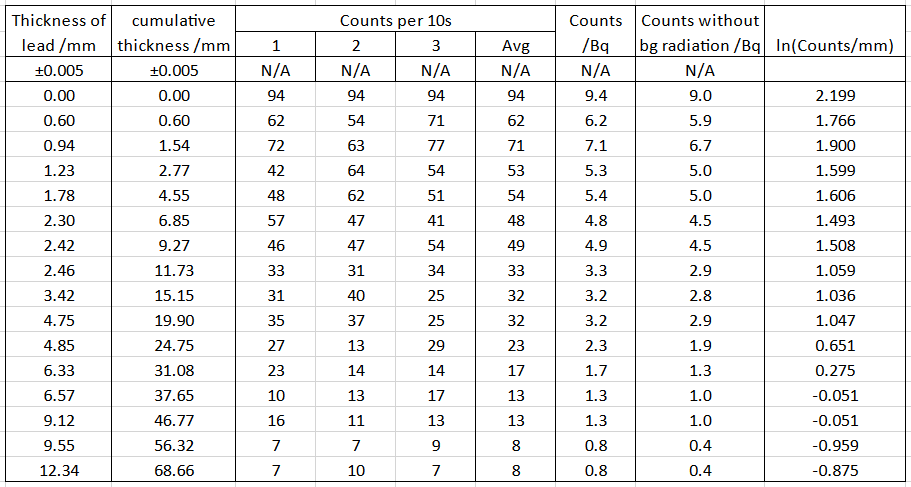 Thickness of lead /mm cumulative thickness /mm Counts per 10s Counts /Bq Counts without bg radiation /Bq ln(Counts/mm)
1 2 3 Avg
±0.005 ±0.005 N/A N/A N/A N/A N/A N/A
0.00 0.00 94 94 94 94 9.4 9.0 2.199
0.60 0.60 62 54 71 62 6.2 5.9 1.766
0.94 1.54 72 63 77 71 7.1 6.7 1.900
1.23 2.77 42 64 54 53 5.3 5.0 1.599
1.78 4.55 48 62 51 54 5.4 5.0 1.606
2.30 6.85 57 47 41 48 4.8 4.5 1.493
2.42 9.27 46 47 54 49 4.9 4.5 1.508
2.46 11.73 33 31 34 33 3.3 2.9 1.059
3.42 15.15 31 40 25 32 3.2 2.8 1.036
4.75 19.90 35 37 25 32 3.2 2.9 1.047
4.85 24.75 27 13 29 23 2.3 1.9 0.651
6.33 31.08 23 14 14 17 1.7 1.3 0.275
6.57 37.65 10 13 17 13 1.3 1.0 -0.051
9.12 46.77 16 11 13 13 1.3 1.0 -0.051
9.55 56.32 7 7 9 8 0.8 0.4 -0.959
12.34 68.66 7 10 7 8 0.8 0.4 -0.875